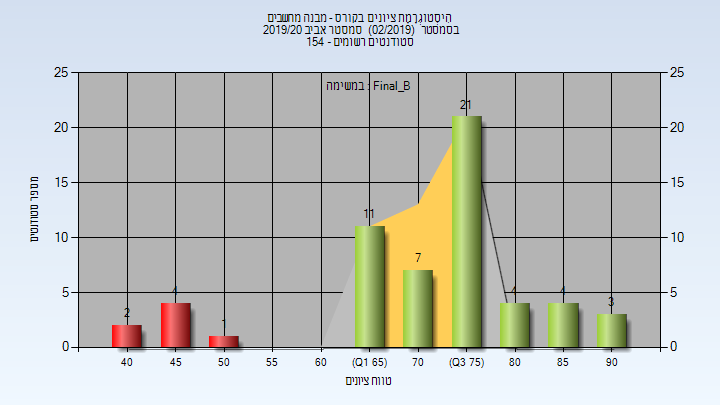 הִיסְטוֹגְרָמַת ציונים בקורס - מבנה מחשבים
בסמסטר (02/2019) סמסטר אביב 2019/20
סטודנטים רשומים - 154
במשימה : Final_B
25 25
20 20
15 15
10 10
5 5
0 0
מספר סטודנטים
2 4 1 11 7 21 4 4 3
40 45 50 55 60 (Q1 65) 70 (Q3 75) 80 85 90
טווח ציונים